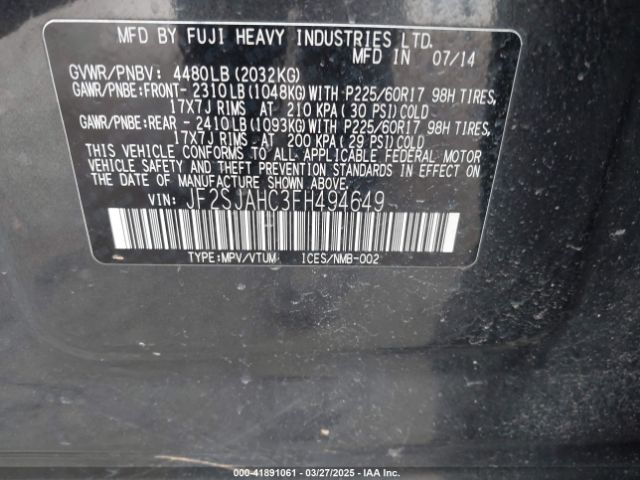 MFD BY FUJI HEAVY INDUSTRIES LTD.
MFD IN 07/14
GVWR/PNBV: 4480LB(2032KG)
GAWR/PNBE:FRONT- 2310LB(1048KG)WITH P225/60R17 98H TIRES,
17X7J RIMS AT 210 KPA(30 PSI)COLD
GAWR/PNBE:REAR - 2410LB(1093KG)WITH P225/60R17 98H TIRES,
17X7J RIMS AT 200 KPA(29 PSI)COLD
THIS VEHICLE CONFORMS TO ALL APPLICABLE FEDERAL MOTOR
VEHICLE SAFETY AND THEFT PREVENTION STANDARDS IN EFFECT ON
THE DATE OF MANUFACTURE SHOWN ABOVE.
VIN: JF2SJAHC3FH494649
TYPE:MPV/VTUM ICES/NMB-002
000-41891061 - 03/27/2025 - IAA Inc.